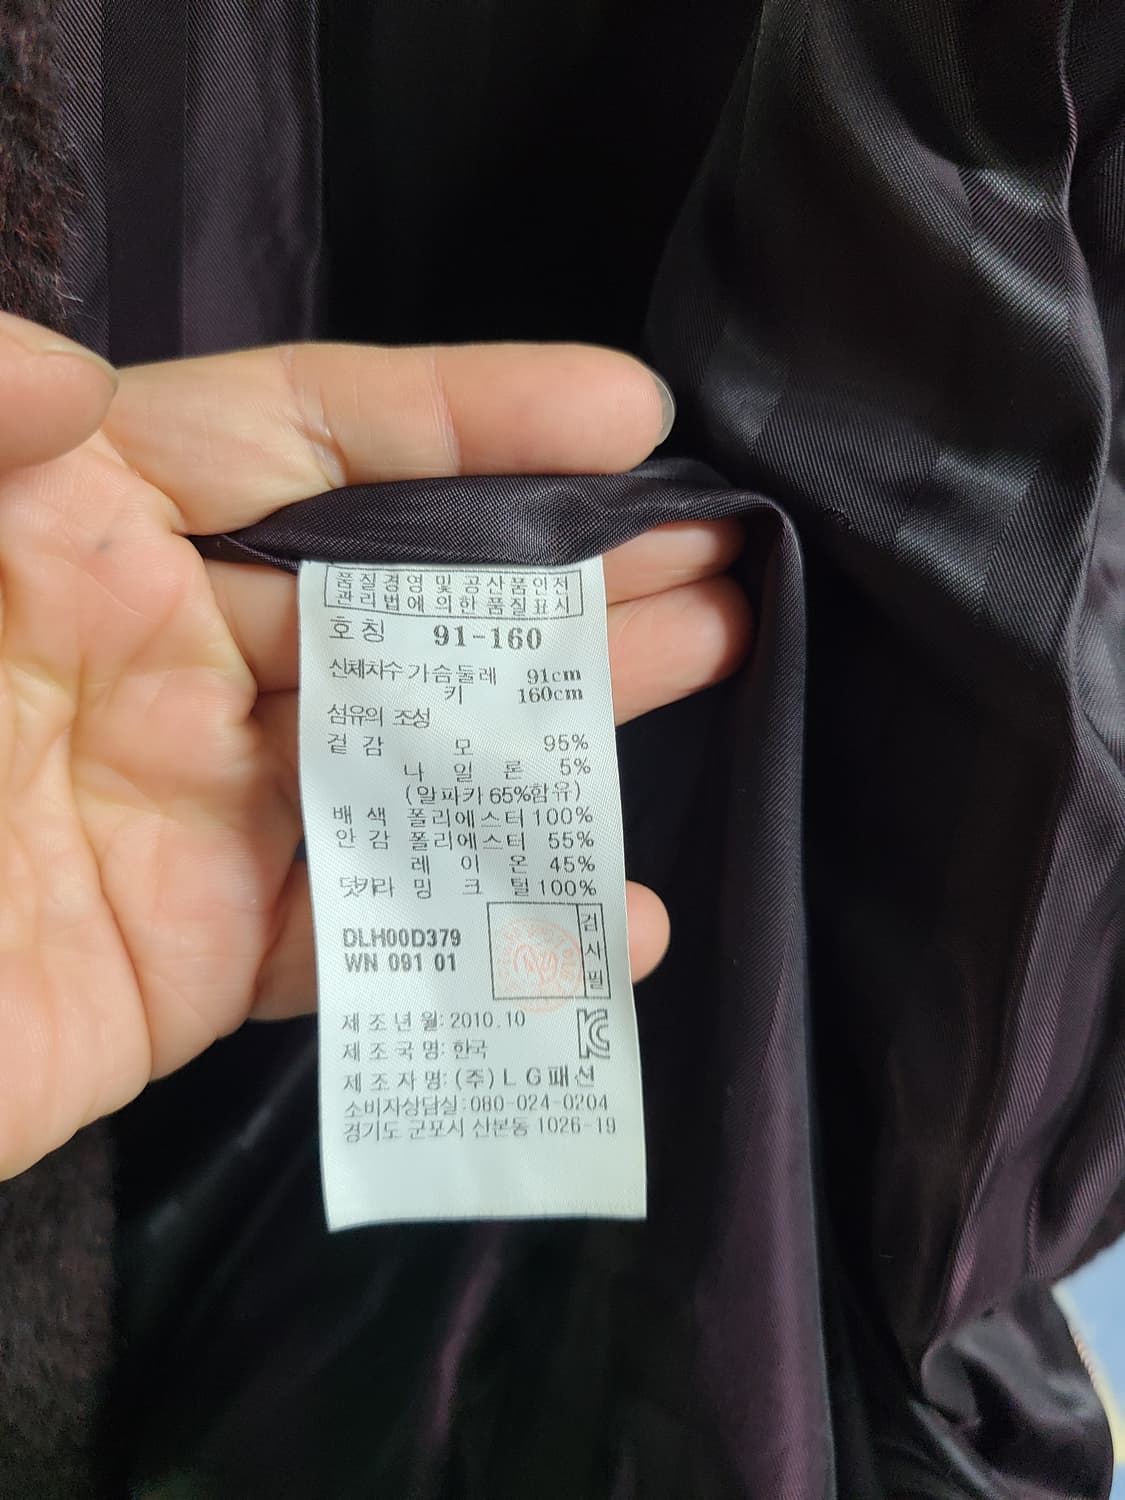 품질경영 및 공산품안전
관리법에 의한 품질표시
호칭 91-160
신체치수 가슴둘레 91cm
키 160cm
섬유의 조성
겉감 모 95%
나일론 5%
(알파카 65%함유)
배색 폴리에스터 100%
안감 폴리에스터 55%
레이온 45%
덧카라 밍크털 100%
검시필
DLH00D379
WN 091 01
제조년월: 2010.10
제조국명: 한국
제조자명: (주) L G 패션
소비자상담실: 080-024-0204
경기도 군포시 산본동 1026-19